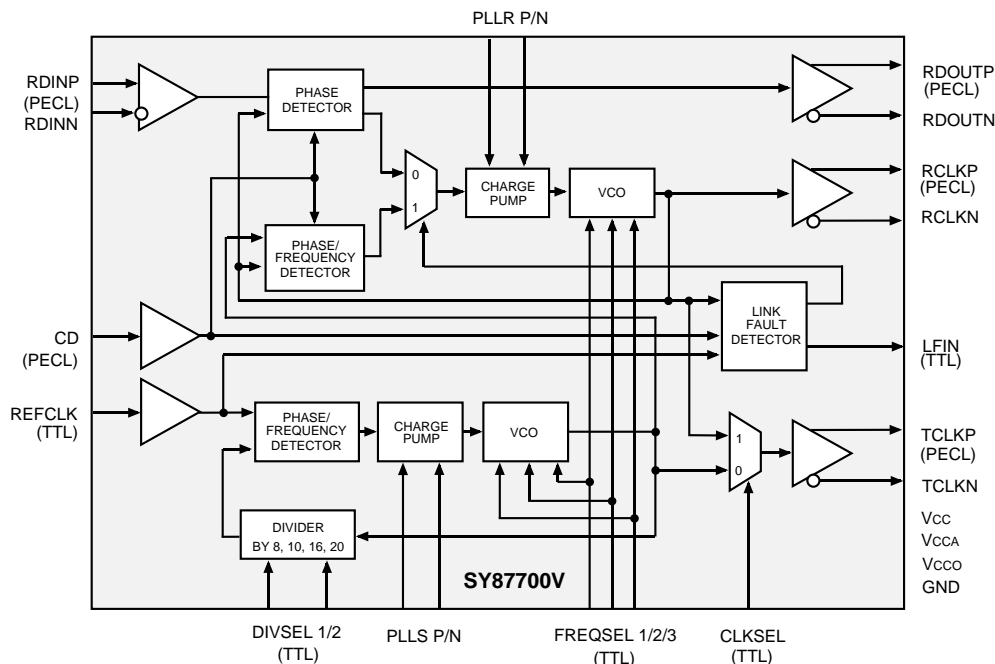 PLLR P/N
RDINP
(PECL)
RDINN
PHASE
DETECTOR
RDOUTP
(PECL)
RDOUTN
0
1
CHARGE
PUMP
VCO
RCLKP
(PECL)
RCLKN
PHASE/
FREQUENCY
DETECTOR
CD
(PECL)
LINK
FAULT
DETECTOR
LFIN
(TTL)
REFCLK
(TTL)
PHASE/
FREQUENCY
DETECTOR
CHARGE
PUMP
VCO
1
0
TCLKP
(PECL)
TCLKN
DIVIDER
BY 8, 10, 16, 20
SY87700V
VCC
VCCA
VCCO
GND
DIVSEL 1/2
(TTL)
PLLS P/N
FREQSEL 1/2/3
(TTL)
CLKSEL
(TTL)